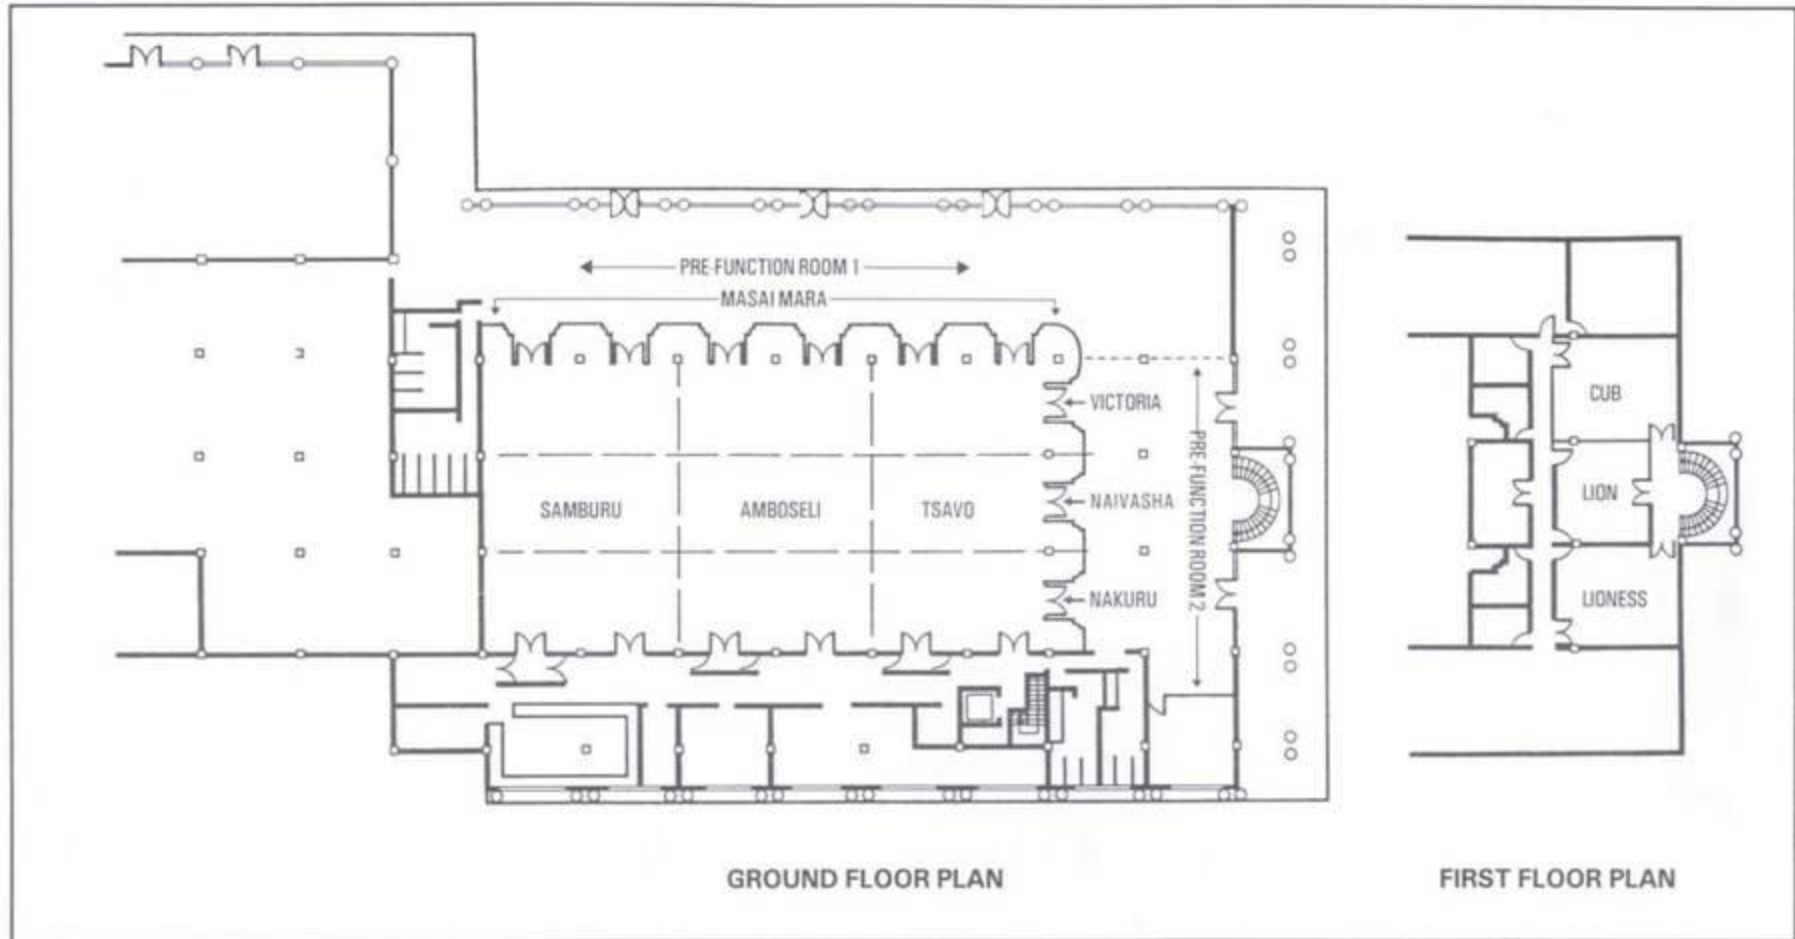 PRE-FUNCTION ROOM 1
MASAI MARA
VICTORIA
PRE-FUNCTION ROOM 2
SAMBURU
AMBOSELI
TSAVO
NAIVASHA
NAKURU
CUB
LION
LIONESS
GROUND FLOOR PLAN
FIRST FLOOR PLAN